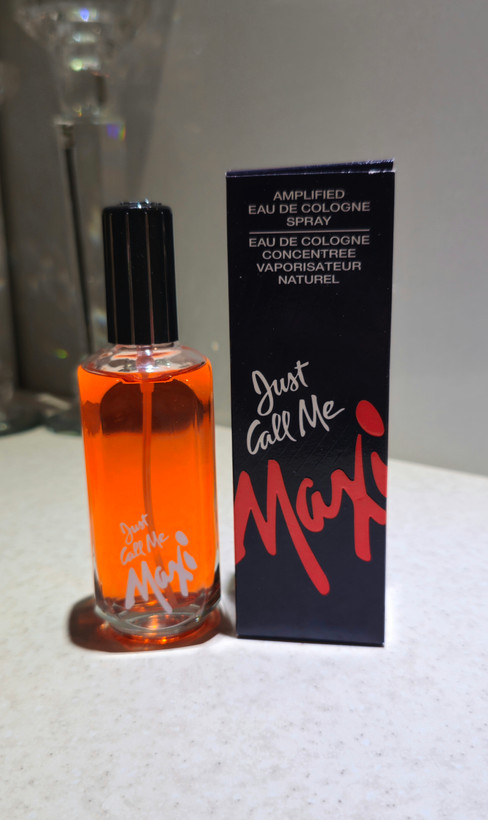 AMPLIFIED
EAU DE COLOGNE
SPRAY
EAU DE COLOGNE
CONCENTREE
VAPORISATEUR
NATUREL
Just
Call Me
Maxi
Just
Call Me
Maxi